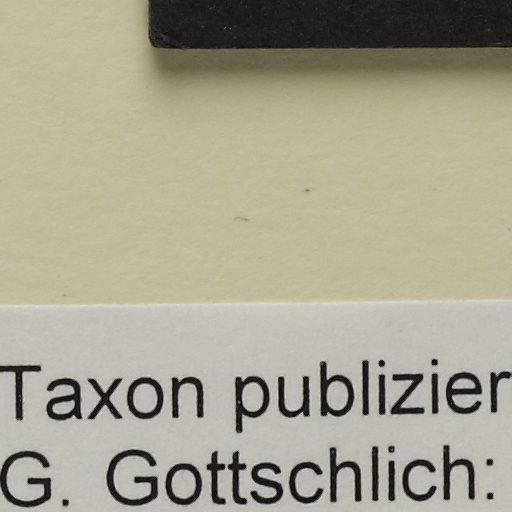 Taxon publizier
G. Gottschlich: